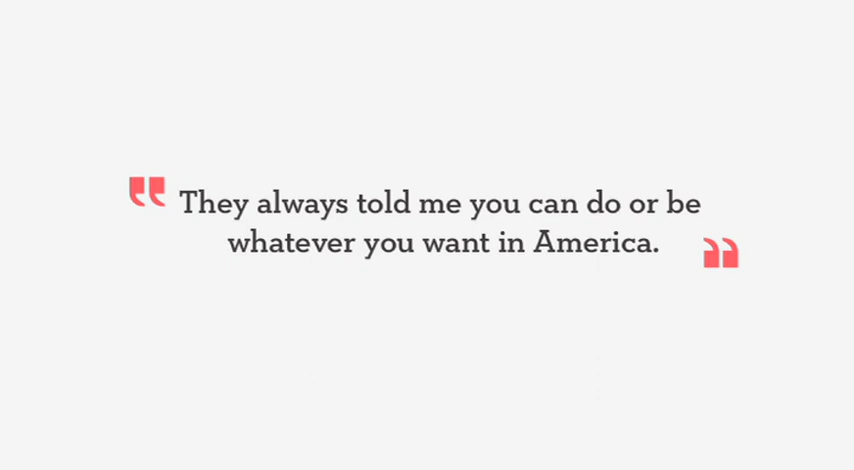 “They always told me you can do or be
whatever you want in America.”